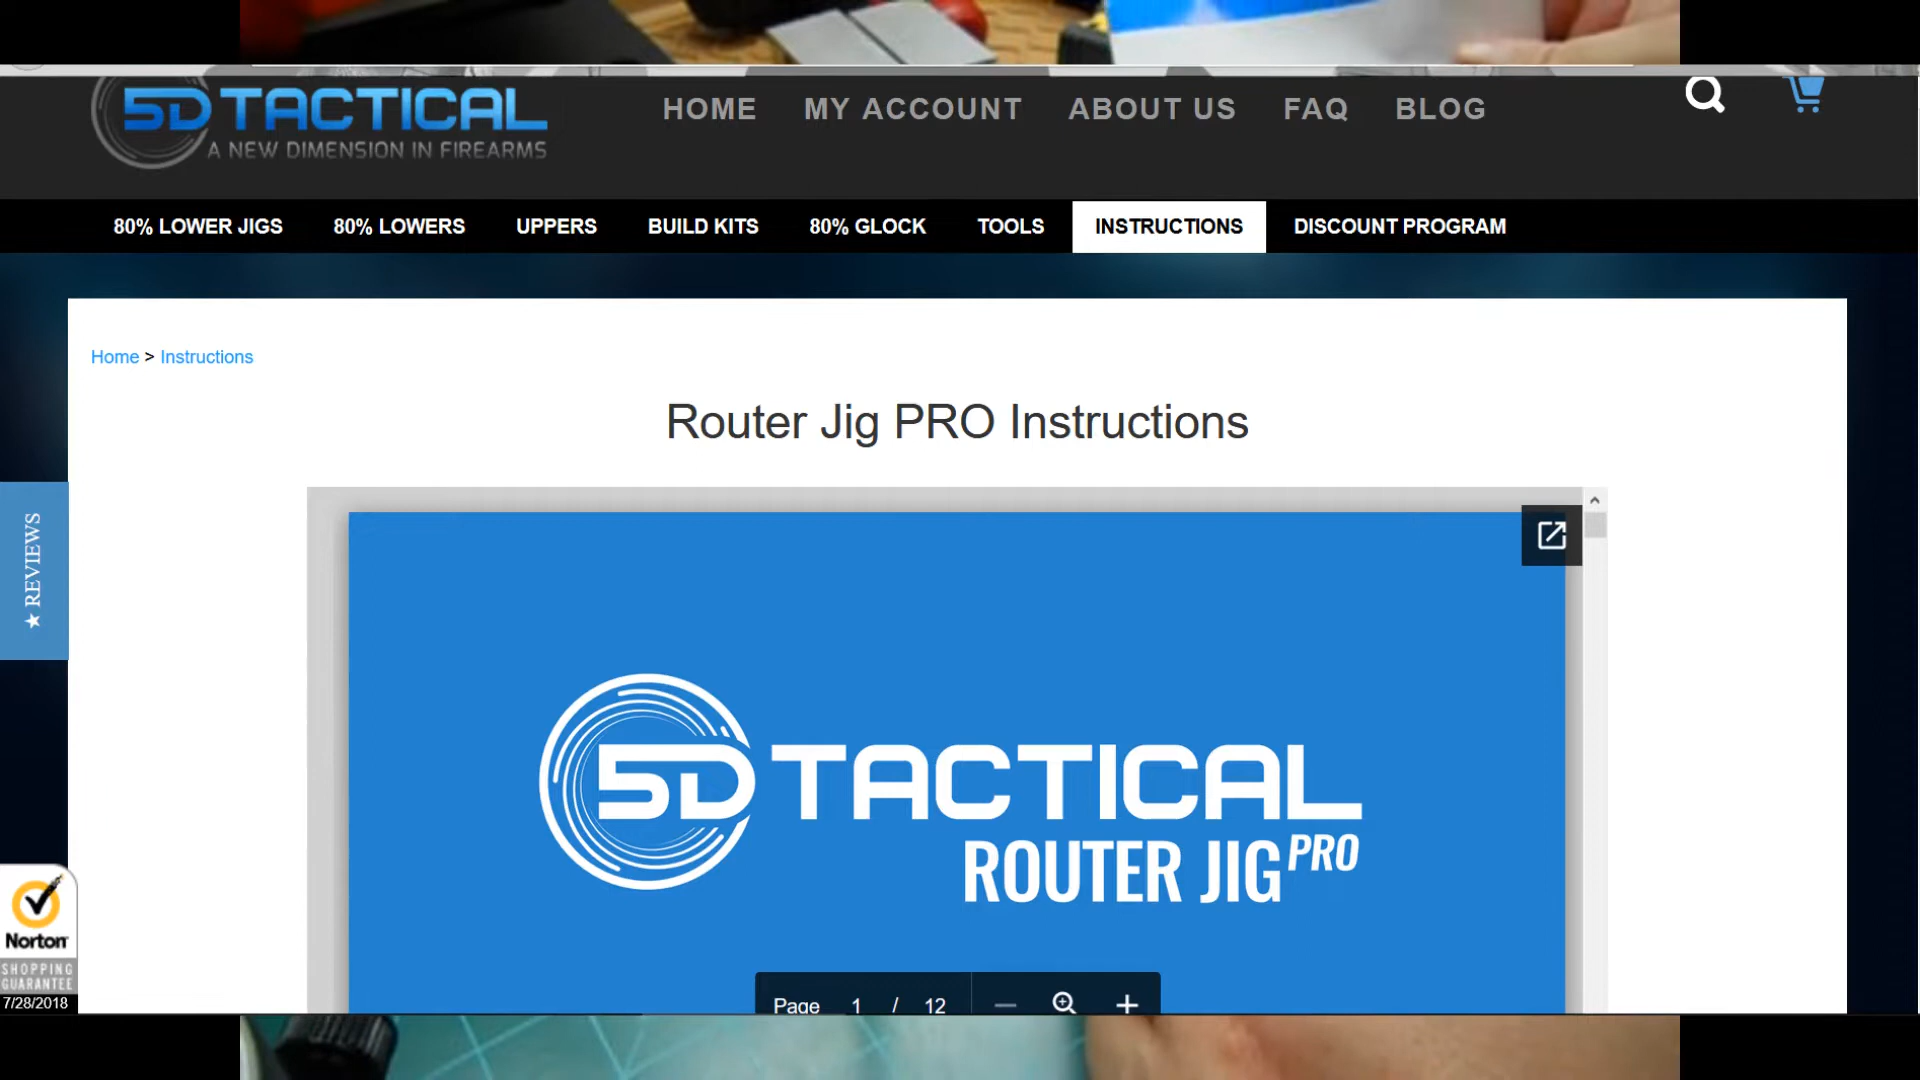 5D TACTICAL
A NEW DIMENSION IN FIREARMS
HOME MY ACCOUNT ABOUT US FAQ BLOG
80% LOWER JIGS 80% LOWERS UPPERS BUILD KITS 80% GLOCK TOOLS INSTRUCTIONS DISCOUNT PROGRAM
Home > Instructions
Router Jig PRO Instructions
★ REVIEWS
5D TACTICAL
ROUTER JIG PRO
Norton
SHOPPING
GUARANTEE
7/28/2018
Page 1 / 12